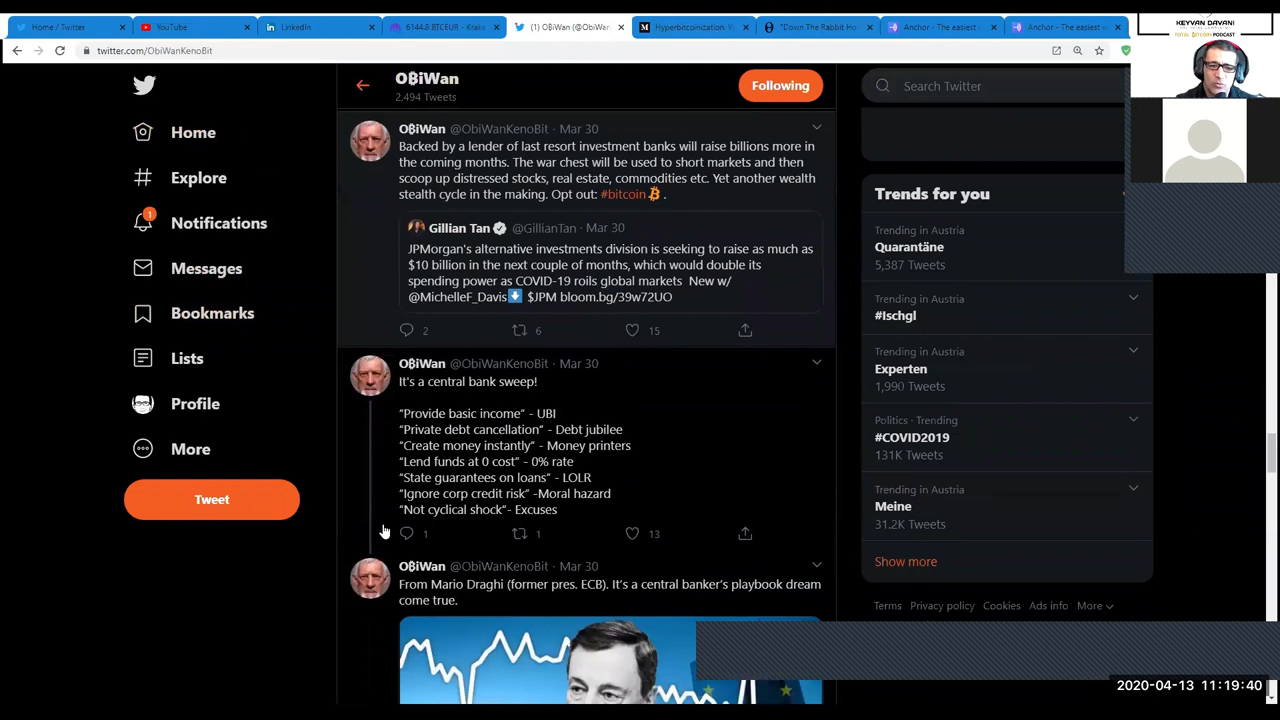 Home / Twitter
YouTube
LinkedIn
6144.8 BTCEUR - Krake
(1) OBiWan (@ObiWan
Hyperbitcoinization.
"Down The Rabbit Ho
Anchor - The easiest w
Anchor - The easiest w
KEYVAN DAVANI
TOTAL BITCOIN PODCAST
twitter.com/ObiWanKenoBit
O₿iWan
2,494 Tweets
Following
Search Twitter
Home
Explore
1
Notifications
Messages
Bookmarks
Lists
Profile
More
Tweet
O₿iWan @ObiWanKenoBit · Mar 30
Backed by a lender of last resort investment banks will raise billions more in
the coming months. The war chest will be used to short markets and then
scoop up distressed stocks, real estate, commodities etc. Yet another wealth
stealth cycle in the making. Opt out: #bitcoin .
Gillian Tan @GillianTan · Mar 30
JPMorgan's alternative investments division is seeking to raise as much as
$10 billion in the next couple of months, which would double its
spending power as COVID-19 roils global markets New w/
@MichelleF_Davis⬇ $JPM bloom.bg/39w72UO
2 6 15
O₿iWan @ObiWanKenoBit · Mar 30
It's a central bank sweep!
“Provide basic income“ - UBI
“Private debt cancellation” - Debt jubilee
“Create money instantly” - Money printers
“Lend funds at 0 cost” - 0% rate
“State guarantees on loans” - LOLR
“Ignore corp credit risk” -Moral hazard
“Not cyclical shock”- Excuses
1 1 13
O₿iWan @ObiWanKenoBit · Mar 30
From Mario Draghi (former pres. ECB). It’s a central banker's playbook dream
come true.
Trends for you
Trending in Austria
Quarantäne
5,387 Tweets
Trending in Austria
#Ischgl
Trending in Austria
Experten
1,990 Tweets
Politics · Trending
#COVID2019
131K Tweets
Trending in Austria
Meine
31.2K Tweets
Show more
Terms Privacy policy Cookies Ads info More
2020-04-13 11:19:40